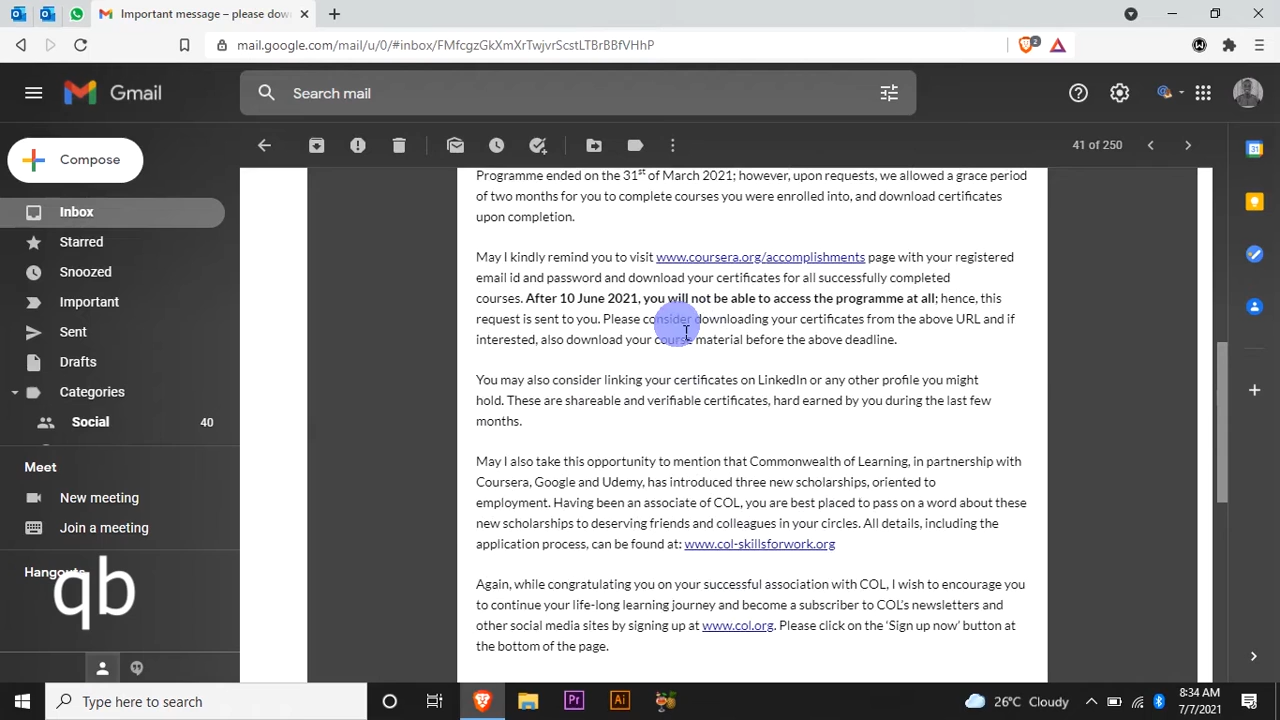 Important message – please dow
mail.google.com/mail/u/0/#inbox/FMfcgzGkXmXrTwjvrScstLTBrBBfVHhP
2
Gmail
Search mail
Compose
41 of 250
Inbox
Starred
Snoozed
Important
Sent
Drafts
Categories
Social 40
Meet
New meeting
Join a meeting
Hangouts
qb
Programme ended on the 31st of March 2021; however, upon requests, we allowed a grace period
of two months for you to complete courses you were enrolled into, and download certificates
upon completion.
May I kindly remind you to visit www.coursera.org/accomplishments page with your registered
email id and password and download your certificates for all successfully completed
courses. After 10 June 2021, you will not be able to access the programme at all; hence, this
request is sent to you. Please consider downloading your certificates from the above URL and if
interested, also download your course material before the above deadline.
You may also consider linking your certificates on LinkedIn or any other profile you might
hold. These are shareable and verifiable certificates, hard earned by you during the last few
months.
May I also take this opportunity to mention that Commonwealth of Learning, in partnership with
Coursera, Google and Udemy, has introduced three new scholarships, oriented to
employment. Having been an associate of COL, you are best placed to pass on a word about these
new scholarships to deserving friends and colleagues in your circles. All details, including the
application process, can be found at: www.col-skillsforwork.org
Again, while congratulating you on your successful association with COL, I wish to encourage you
to continue your life-long learning journey and become a subscriber to COL's newsletters and
other social media sites by signing up at www.col.org. Please click on the 'Sign up now' button at
the bottom of the page.
31
Type here to search
Pr
Ai
26°C Cloudy
8:34 AM
7/7/2021